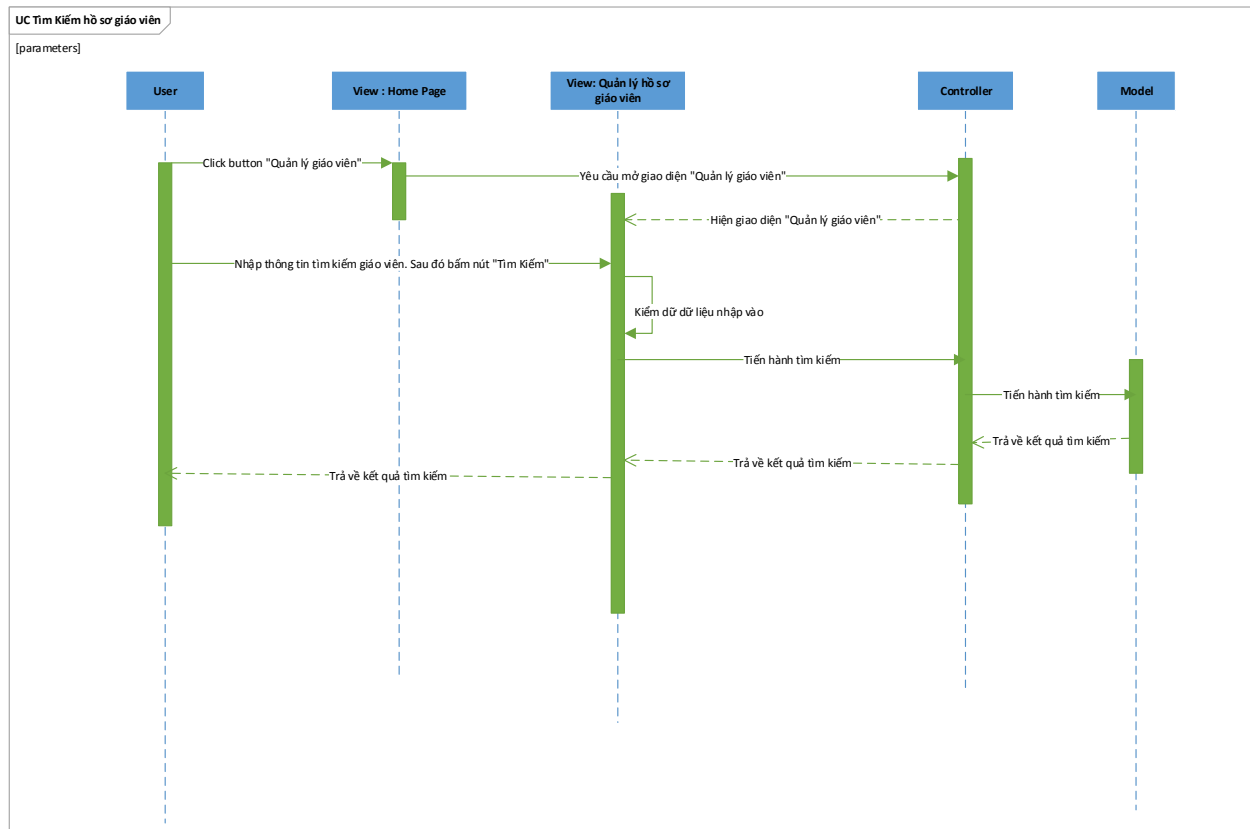 UC Tìm Kiếm hồ sơ giáo viên
[parameters]
User
View : Home Page
View: Quản lý hồ sơ
giáo viên
Controller
Model
Click button "Quản lý giáo viên"
Yêu cầu mở giao diện "Quản lý giáo viên"
Hiện giao diện "Quản lý giáo viên"
Nhập thông tin tìm kiếm giáo viên. Sau đó bấm nút "Tìm Kiếm"
Kiểm dữ dữ liệu nhập vào
Tiến hành tìm kiếm
Tiến hành tìm kiếm
Trả về kết quả tìm kiếm
Trả về kết quả tìm kiếm
Trả về kết quả tìm kiếm